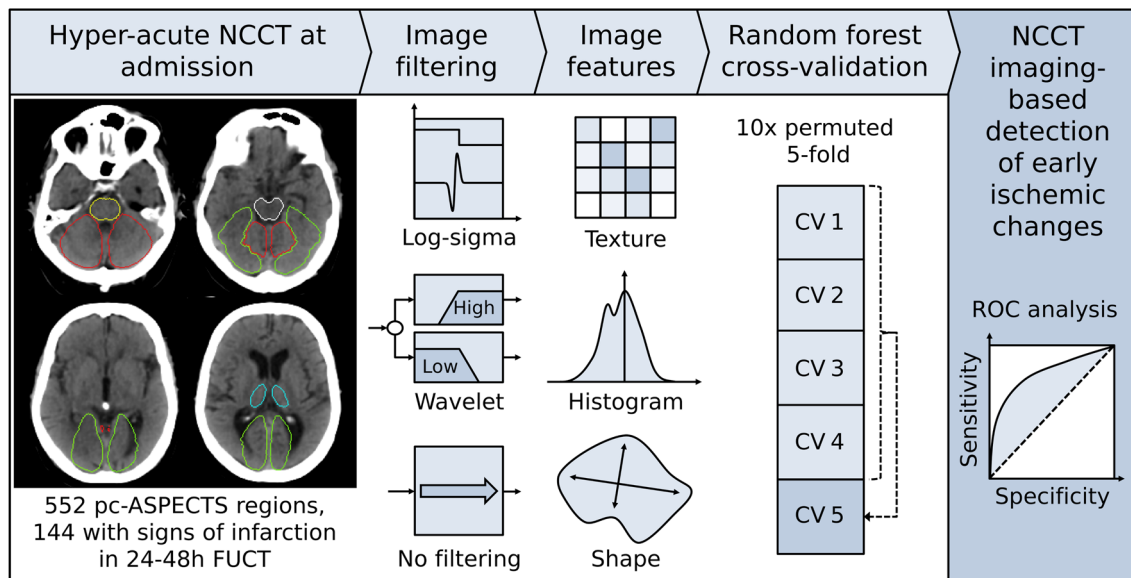 Hyper-acute NCCT at
admission
Image
filtering
Image
features
Random forest
cross-validation
NCCT
imaging-
based
detection
of early
ischemic
changes
552 pc-ASPECTS regions,
144 with signs of infarction
in 24-48h FUCT
Log-sigma
High
Low
Wavelet
No filtering
Texture
Histogram
Shape
10x permuted
5-fold
CV 1
CV 2
CV 3
CV 4
CV 5
ROC analysis
Sensitivity
Specificity